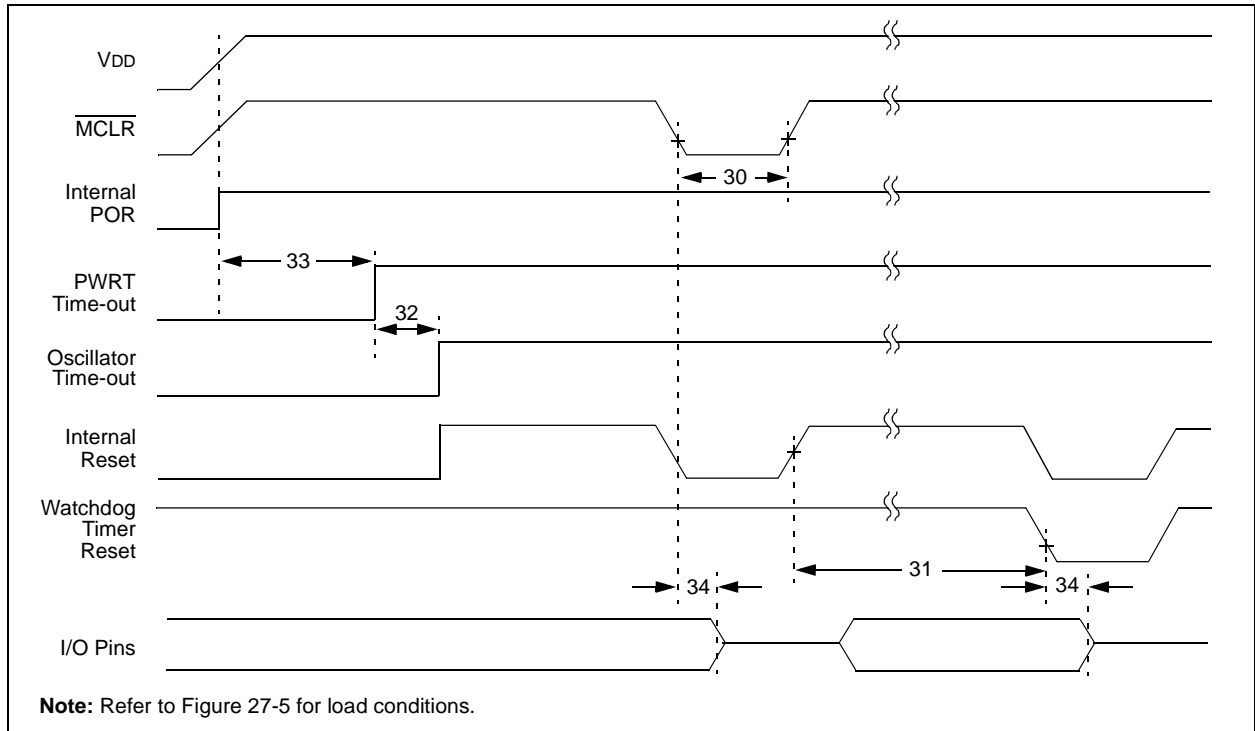 VDD
MCLR
30
Internal
POR
33
PWRT
Time-out
32
Oscillator
Time-out
Internal
Reset
Watchdog
Timer
Reset
31
34
34
I/O Pins
Note: Refer to Figure 27-5 for load conditions.